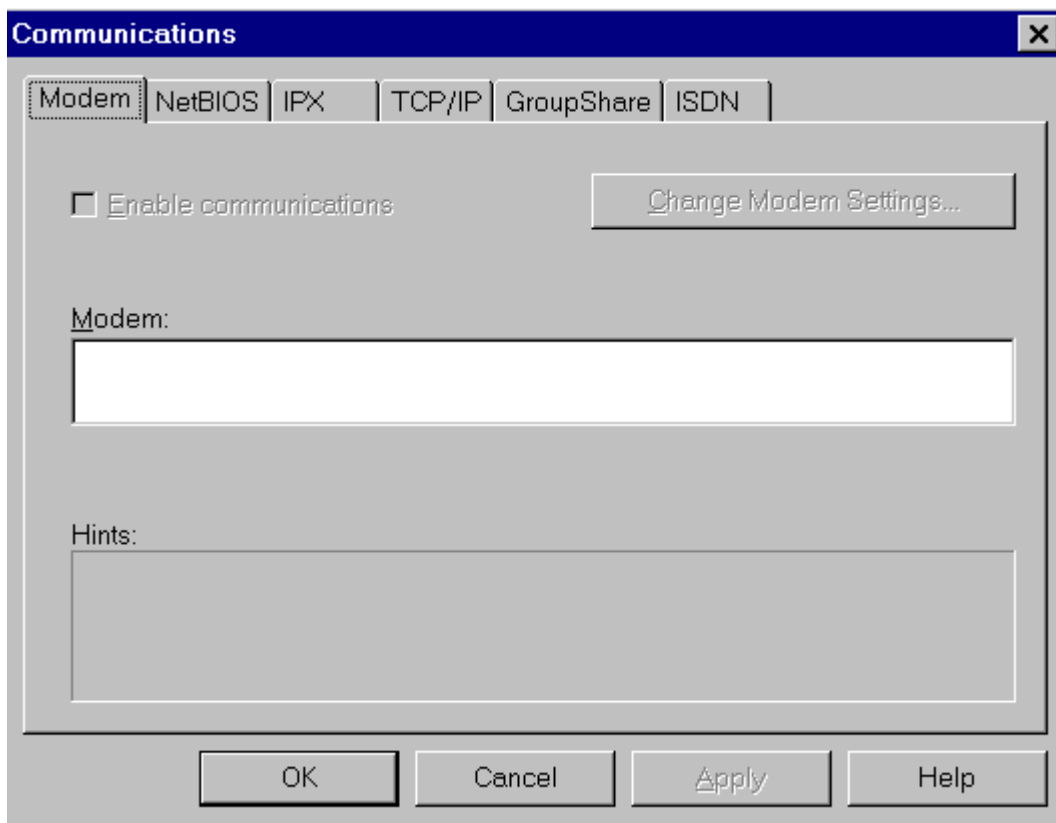 Communications
Modem NetBIOS IPX TCP/IP GroupShare ISDN
Enable communications Change Modem Settings...
Modem:
Hints:
OK Cancel Apply Help